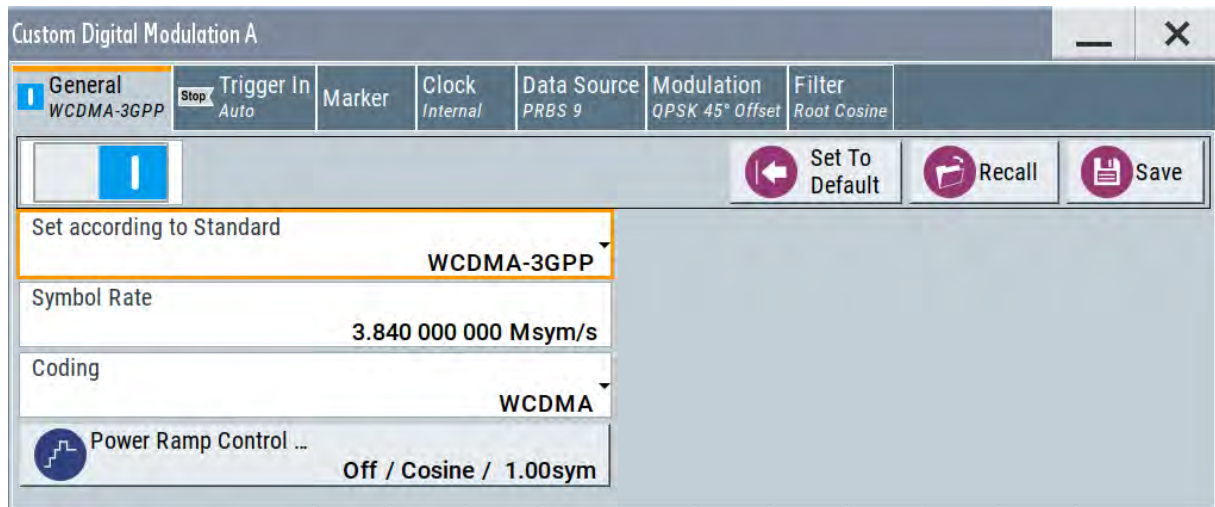 Custom Digital Modulation A
General
WCDMA-3GPP
Stop
Trigger In
Auto
Marker
Clock
Internal
Data Source
PRBS 9
Modulation
QPSK 45° Offset
Filter
Root Cosine
Set To
Default
Recall
Save
Set according to Standard
WCDMA-3GPP
Symbol Rate
3.840 000 000 Msym/s
Coding
WCDMA
Power Ramp Control ...
Off / Cosine / 1.00sym